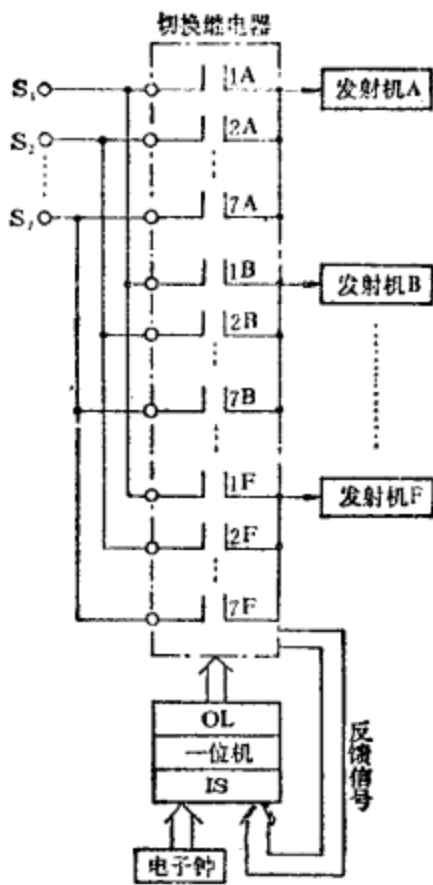 切换继电器
S₁ 1A 发射机A
S₂ 2A
S₇ 7A
1B 发射机B
2B
7B
1F 发射机F
2F
7F
OL
一位机
IS
电子钟
反馈信号